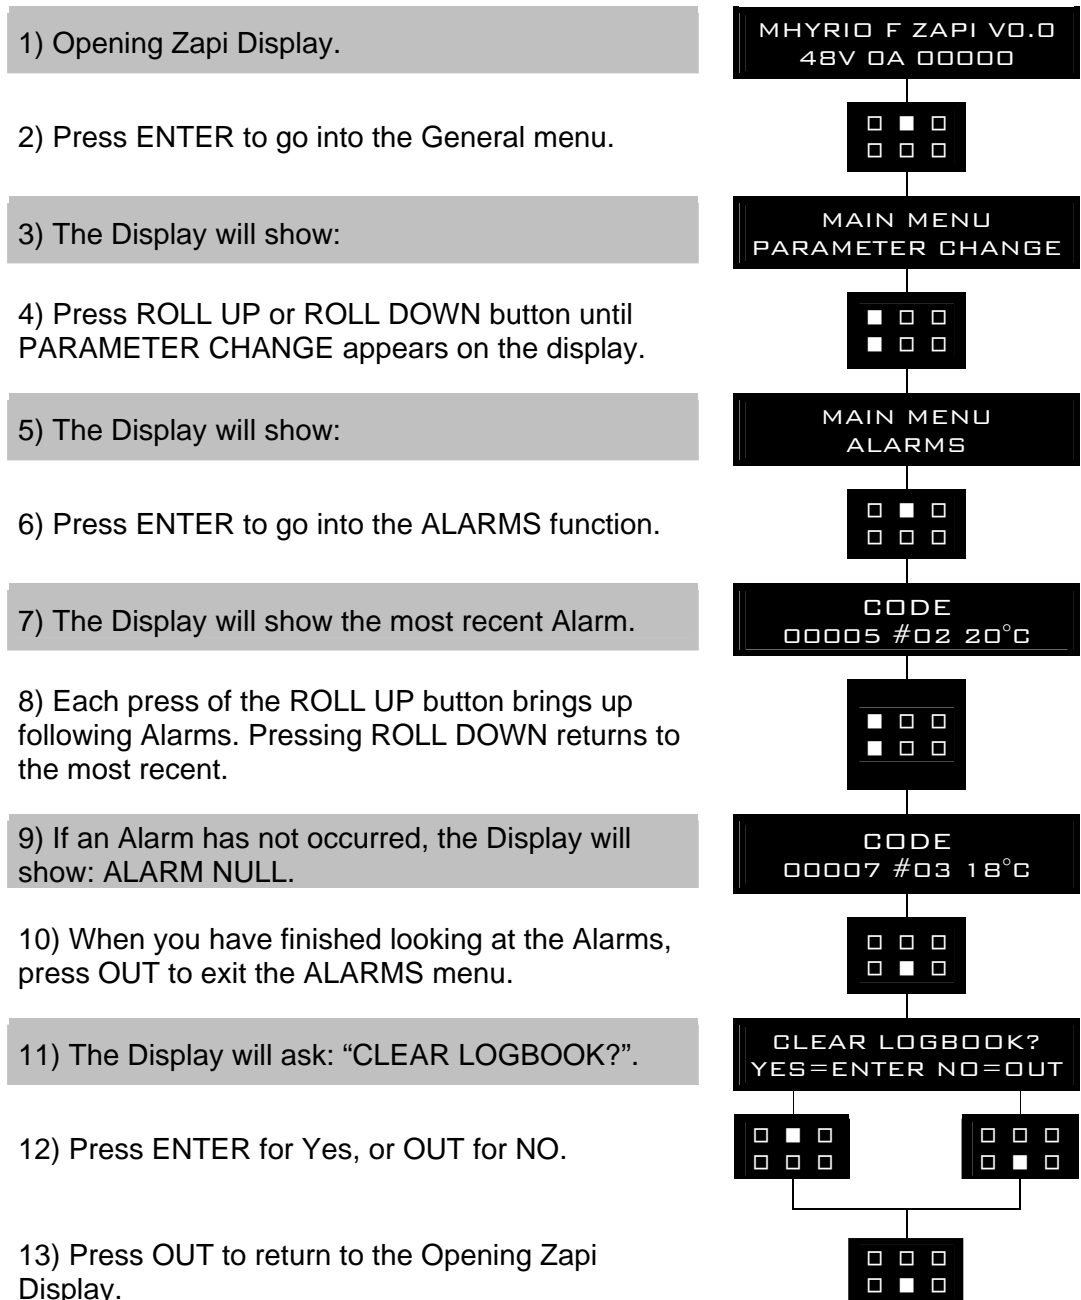 1) Opening Zapi Display.
MHYRIO F ZAPI V0.0
48V 0A 00000
2) Press ENTER to go into the General menu.
3) The Display will show:
MAIN MENU
PARAMETER CHANGE
4) Press ROLL UP or ROLL DOWN button until
PARAMETER CHANGE appears on the display.
5) The Display will show:
MAIN MENU
ALARMS
6) Press ENTER to go into the ALARMS function.
7) The Display will show the most recent Alarm.
CODE
00005 #02 20°C
8) Each press of the ROLL UP button brings up
following Alarms. Pressing ROLL DOWN returns to
the most recent.
9) If an Alarm has not occurred, the Display will
show: ALARM NULL.
CODE
00007 #03 18°C
10) When you have finished looking at the Alarms,
press OUT to exit the ALARMS menu.
11) The Display will ask: “CLEAR LOGBOOK?”.
CLEAR LOGBOOK?
YES=ENTER NO=OUT
12) Press ENTER for Yes, or OUT for NO.
13) Press OUT to return to the Opening Zapi
Display.